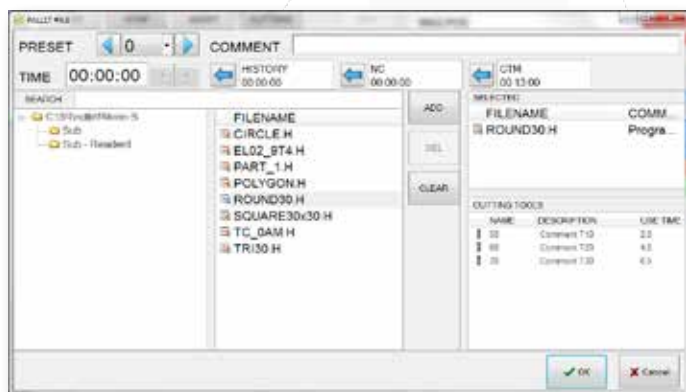 PALLET FILE
PRESET 0 COMMENT
TIME 00:00:00 HISTORY 00:00:00 NC 00:00:00 CTM 00:13:00
SEARCH
Sub
FILENAME
CIRCLE.H
EL02_9T4.H
PART_1.H
POLYGON.H
ROUND30.H
SQUARE30x30.H
TC_0AM.H
TRI30.H
ADD
DEL
CLEAR
SELECTED
FILENAME COMM...
ROUND30.H Progra...
CUTTING TOOLS
NAME DESCRIPTION USE TIME
OK
Cancel